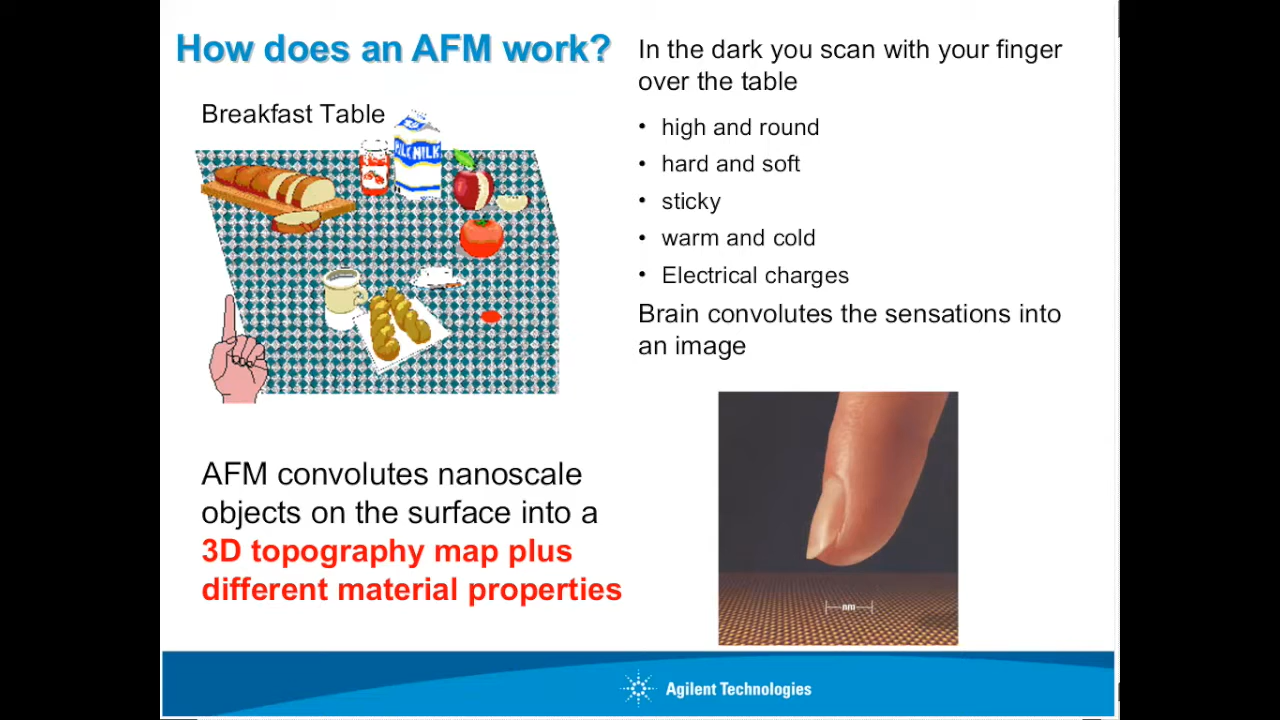 How does an AFM work?
Breakfast Table
MILK
AFM convolutes nanoscale
objects on the surface into a
3D topography map plus
different material properties
In the dark you scan with your finger
over the table
• high and round
• hard and soft
• sticky
• warm and cold
• Electrical charges
Brain convolutes the sensations into
an image
Agilent Technologies